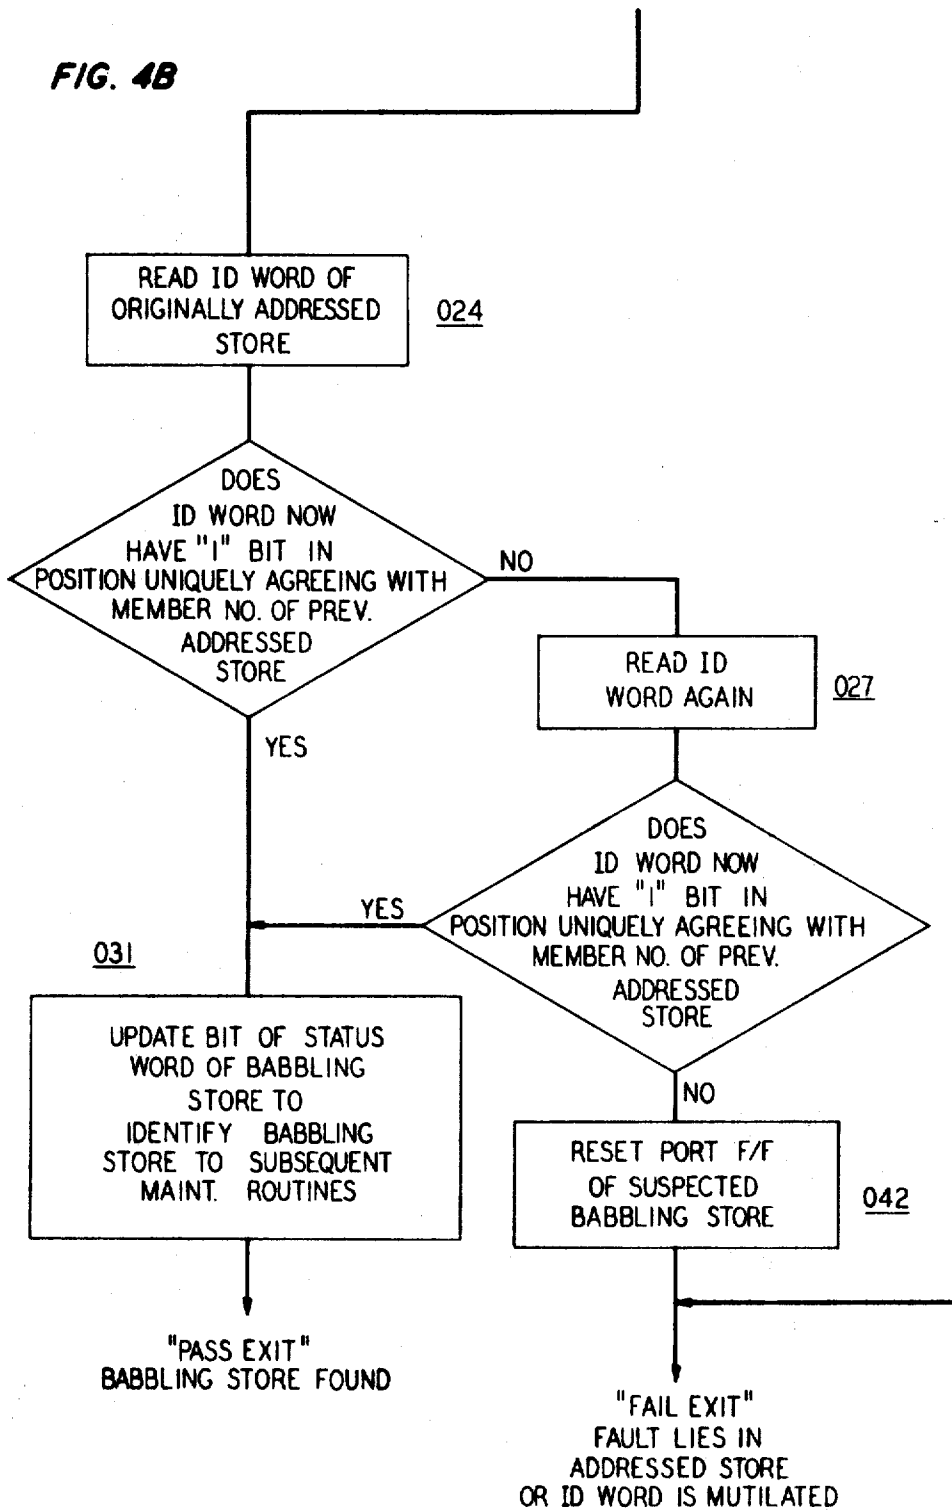 FIG. 4B
READ ID WORD OF
ORIGINALLY ADDRESSED
STORE
024
DOES
ID WORD NOW
HAVE "1" BIT IN
POSITION UNIQUELY AGREEING WITH
MEMBER NO. OF PREV.
ADDRESSED
STORE
NO
YES
READ ID
WORD AGAIN
027
DOES
ID WORD NOW
HAVE "1" BIT IN
POSITION UNIQUELY AGREEING WITH
MEMBER NO. OF PREV.
ADDRESSED
STORE
YES
NO
031
UPDATE BIT OF STATUS
WORD OF BABBLING
STORE TO
IDENTIFY BABBLING
STORE TO SUBSEQUENT
MAINT. ROUTINES
RESET PORT F/F
OF SUSPECTED
BABBLING STORE
042
"PASS EXIT"
BABBLING STORE FOUND
"FAIL EXIT"
FAULT LIES IN
ADDRESSED STORE
OR ID WORD IS MUTILATED